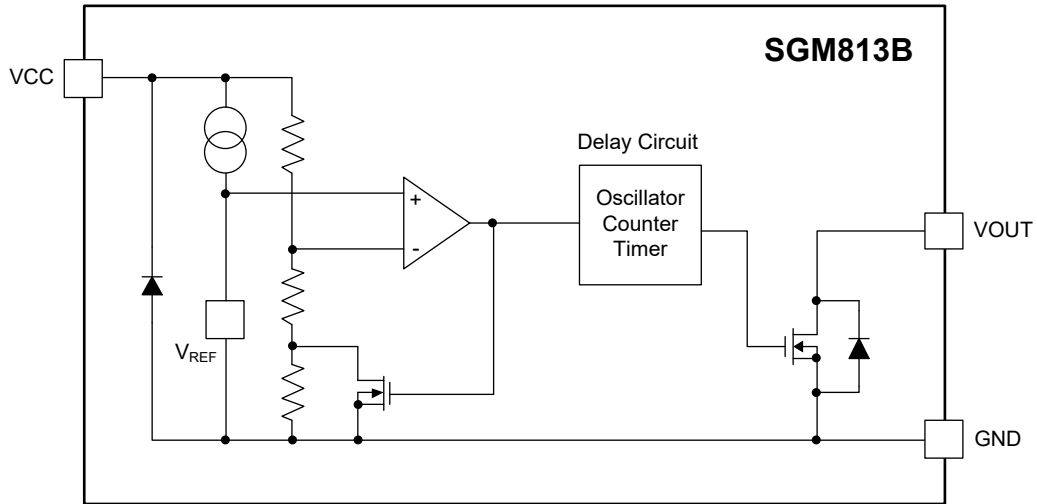 SGM813B
VCC
Delay Circuit
Oscillator
Counter
Timer
+
-
VOUT
VREF
GND